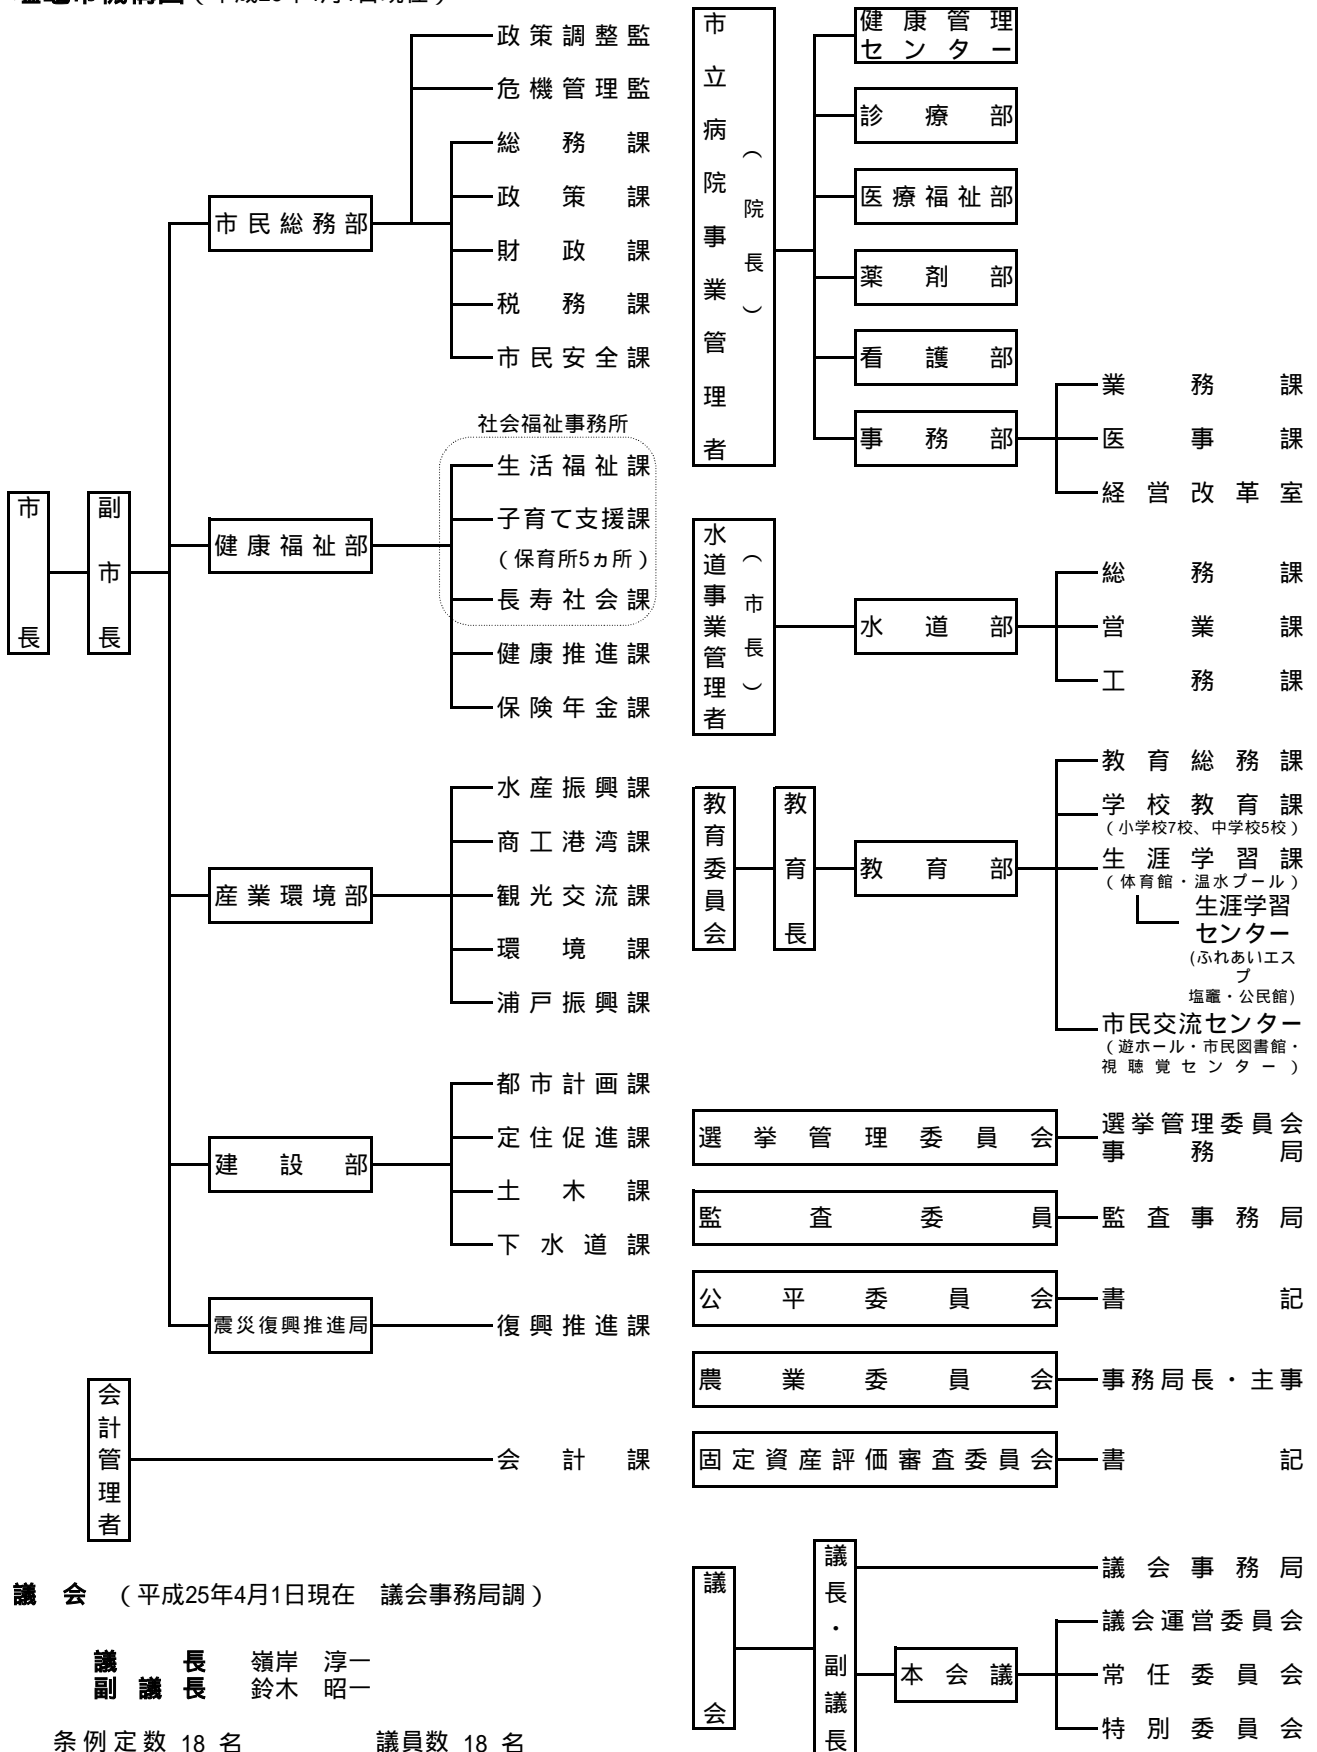 政策調整監
危機管理監
総務課
政策課
市民総務部
財政課
税務課
市民安全課
社会福祉事務所
生活福祉課
子育て支援課
(保育所5ヵ所)
健康福祉部
長寿社会課
健康推進課
保険年金課
市長
副市長
水産振興課
商工港湾課
産業環境部
観光交流課
環境課
浦戸振興課
都市計画課
定住促進課
建設部
土木課
下水道課
震災復興推進局
復興推進課
会計管理者
会計課
議会 (平成25年4月1日現在 議会事務局調)
議長 嶺岸 淳一
副議長 鈴木 昭一
条例定数 18 名 議員数 18 名
市立病院事業管理者
(院長)
健康管理
センター
診療部
医療福祉部
薬剤部
看護部
事務部
業務課
医事課
経営改革室
水道事業管理者
(市長)
水道部
総務課
営業課
工務課
教育委員会
教育長
教育部
教育総務課
学校教育課
(小学校7校、中学校5校)
生涯学習課
(体育館・温水プール)
生涯学習
センター
(ふれあいエス
プ
塩竈・公民館)
市民交流センター
(遊ホール・市民図書館・
視聴覚センター)
選挙管理委員会
選挙管理委員会
事務局
監査委員
監査事務局
公平委員会
書記
農業委員会
事務局長・主事
固定資産評価審査委員会
書記
議会
議長・副議長
議会事務局
本会議
議会運営委員会
常任委員会
特別委員会